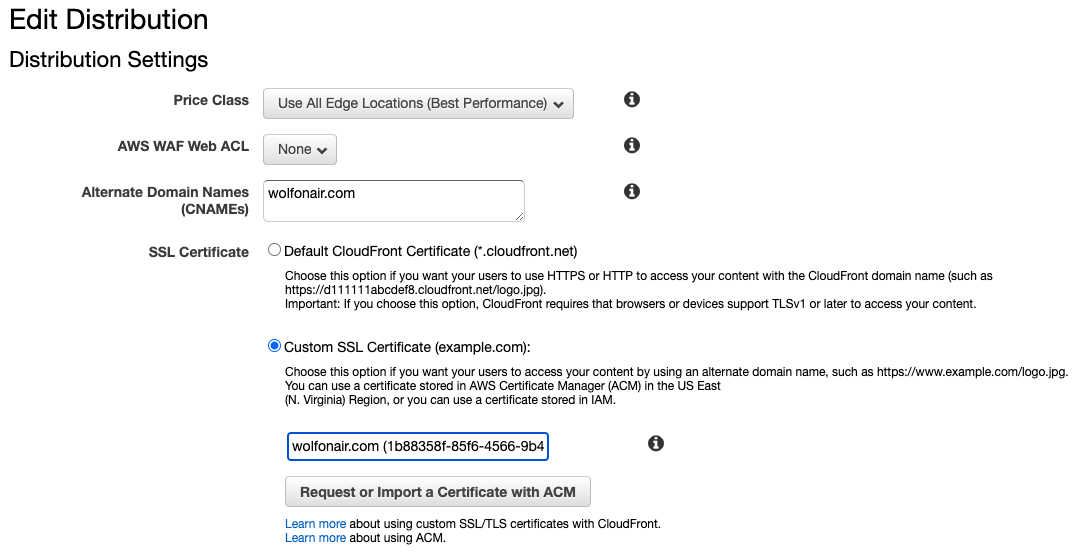 Edit Distribution
Distribution Settings
Price Class
Use All Edge Locations (Best Performance)
AWS WAF Web ACL
None
Alternate Domain Names
(CNAMEs)
wolfonair.com
SSL Certificate
Default CloudFront Certificate (*.cloudfront.net)
Choose this option if you want your users to use HTTPS or HTTP to access your content with the CloudFront domain name (such as
https://d111111abcdef8.cloudfront.net/logo.jpg).
Important: If you choose this option, CloudFront requires that browsers or devices support TLSv1 or later to access your content.
Custom SSL Certificate (example.com):
Choose this option if you want your users to access your content by using an alternate domain name, such as https://www.example.com/logo.jpg.
You can use a certificate stored in AWS Certificate Manager (ACM) in the US East
(N. Virginia) Region, or you can use a certificate stored in IAM.
wolfonair.com (1b88358f-85f6-4566-9b4
Request or Import a Certificate with ACM
Learn more about using custom SSL/TLS certificates with CloudFront.
Learn more about using ACM.